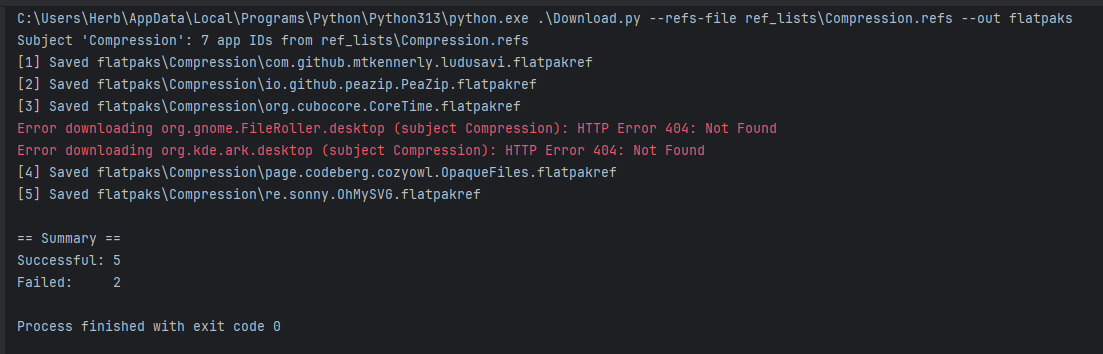 C:\Users\Herb\AppData\Local\Programs\Python\Python313\python.exe .\Download.py --refs-file ref_lists\Compression.refs --out flatpaks
Subject 'Compression': 7 app IDs from ref_lists\Compression.refs
[1] Saved flatpaks\Compression\com.github.mtkennerly.ludusavi.flatpakref
[2] Saved flatpaks\Compression\io.github.peazip.PeaZip.flatpakref
[3] Saved flatpaks\Compression\org.cubocore.CoreTime.flatpakref
Error downloading org.gnome.FileRoller.desktop (subject Compression): HTTP Error 404: Not Found
Error downloading org.kde.ark.desktop (subject Compression): HTTP Error 404: Not Found
[4] Saved flatpaks\Compression\page.codeberg.cozyowl.OpaqueFiles.flatpakref
[5] Saved flatpaks\Compression\re.sonny.OhMySVG.flatpakref
== Summary ==
Successful: 5
Failed:     2
Process finished with exit code 0